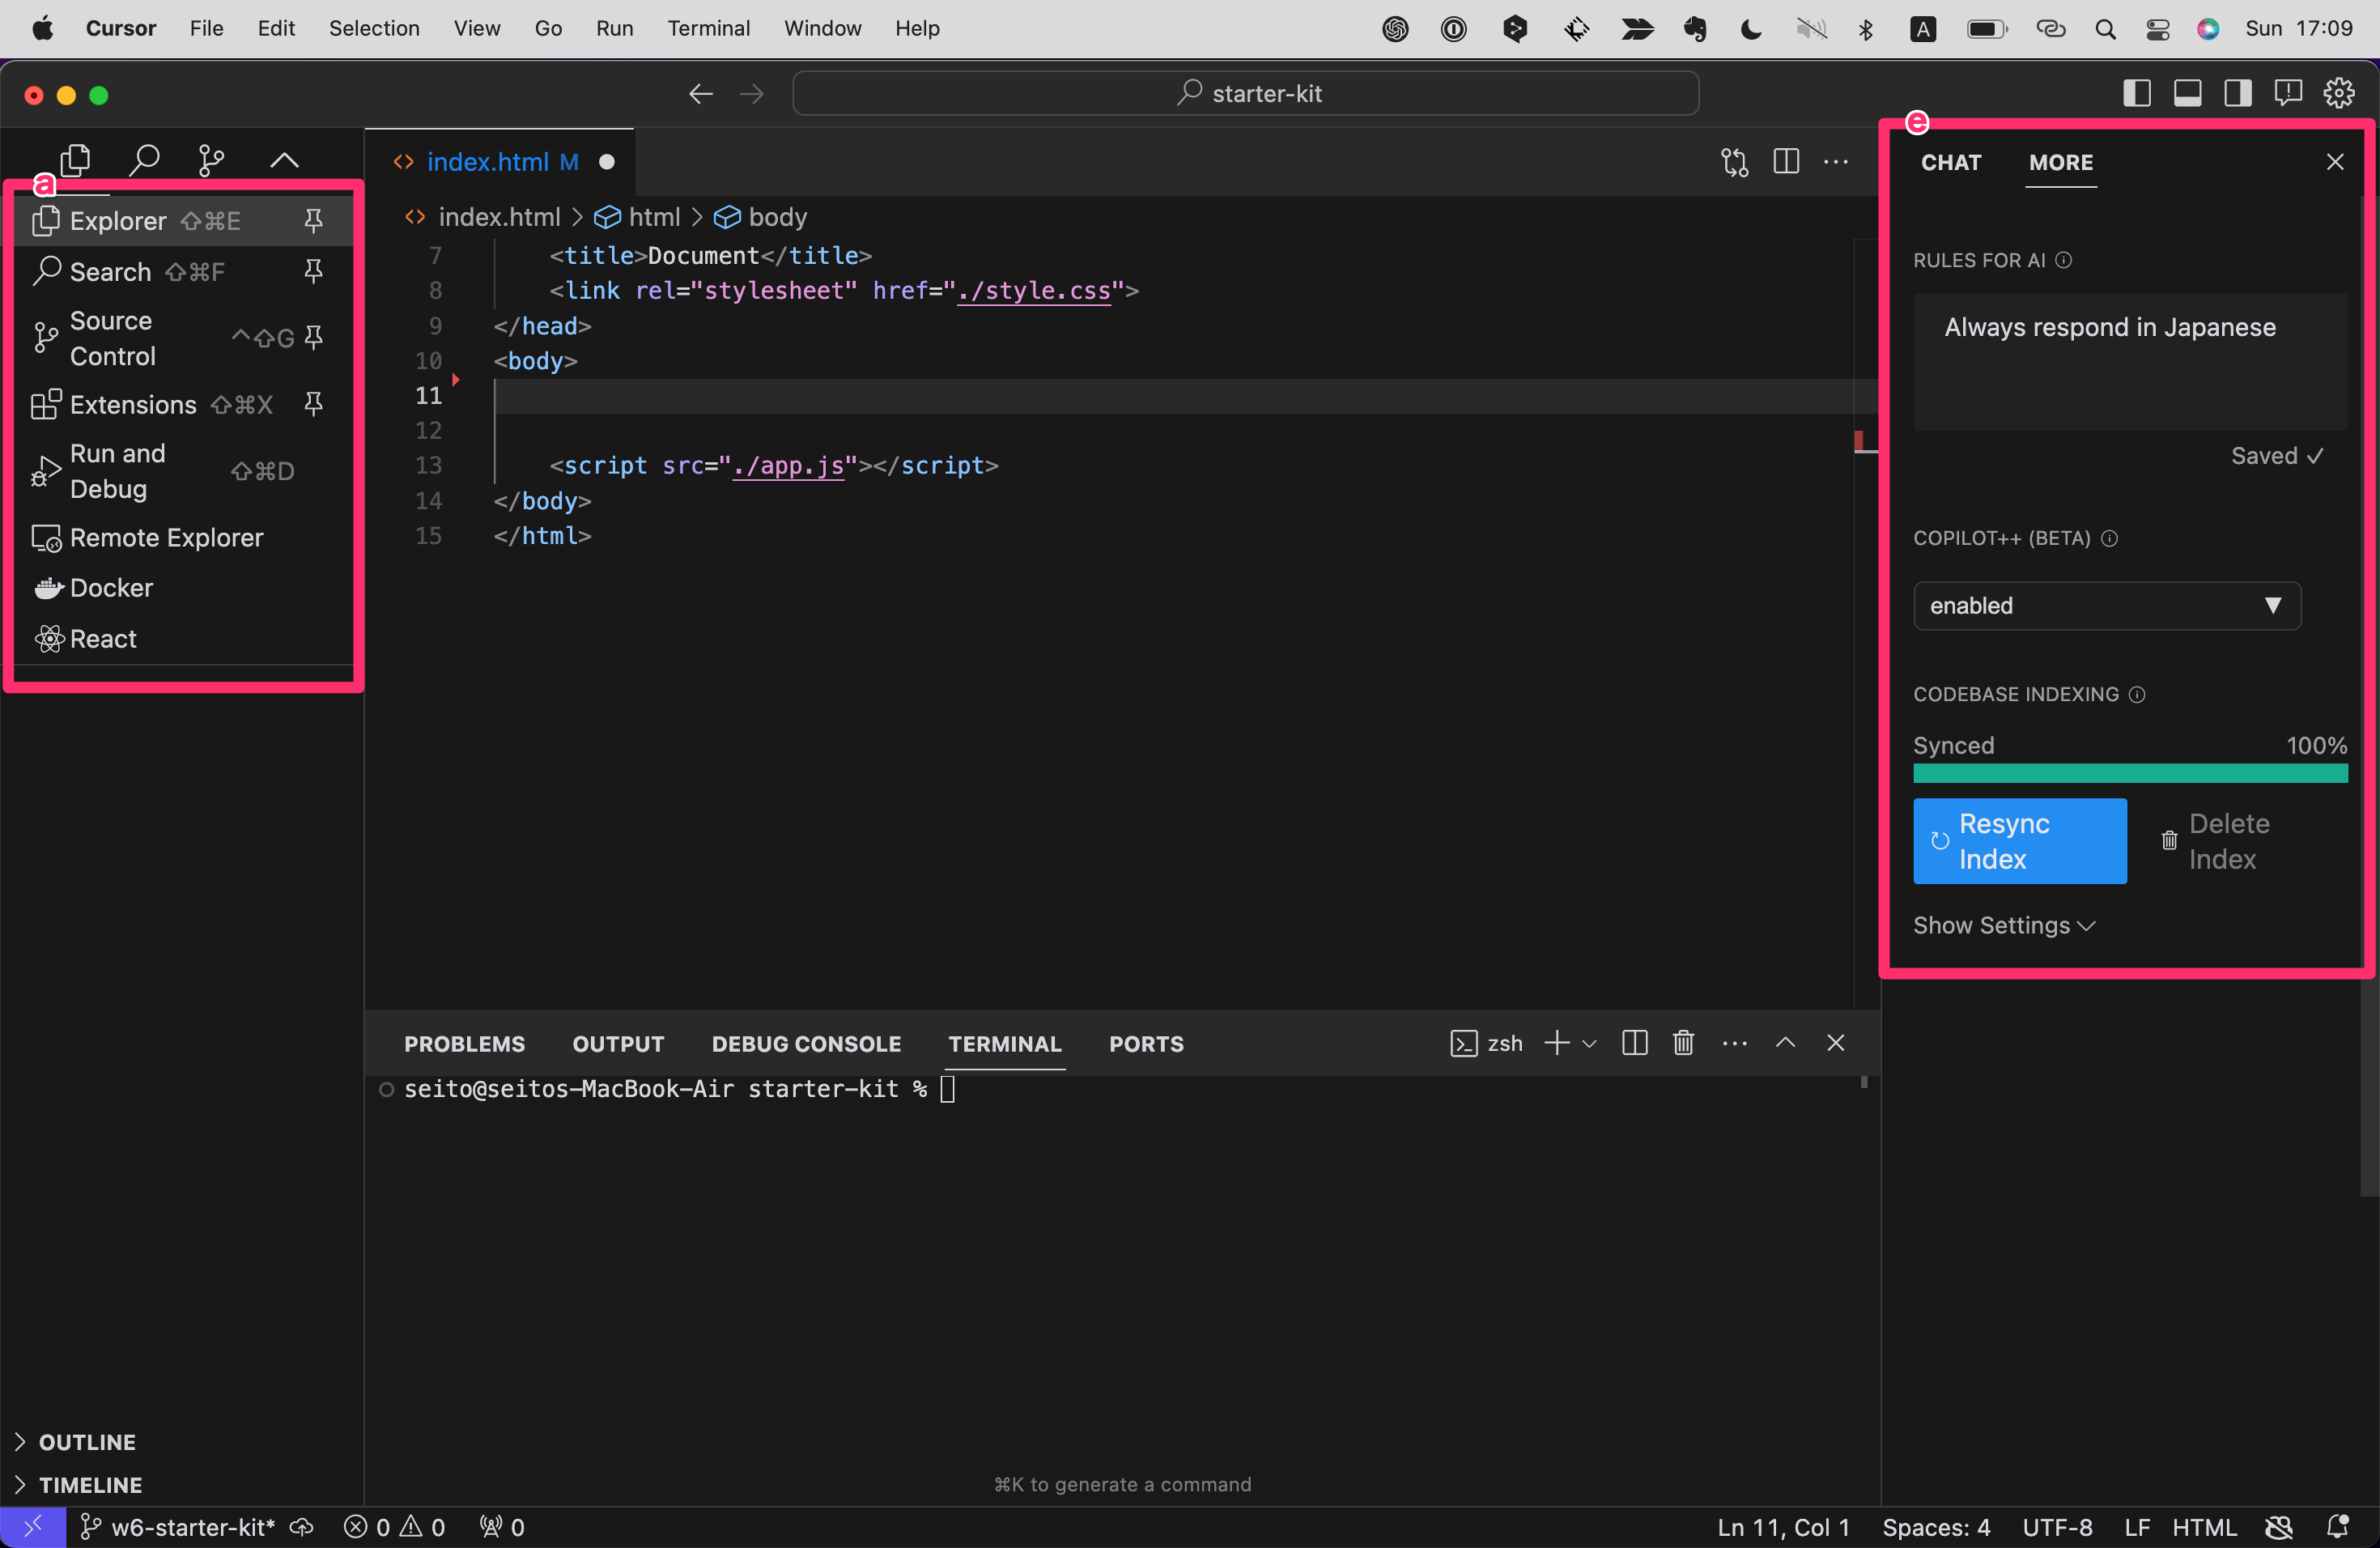 Cursor File Edit Selection View Go Run Terminal Window Help A Sun 17:09
starter-kit
a
Explorer ⇧⌘E
Search ⇧⌘F
Source Control ^⇧G
Extensions ⇧⌘X
Run and Debug ⇧⌘D
Remote Explorer
Docker
React
OUTLINE
TIMELINE
index.html M
index.html > html > body
7 <title>Document</title>
8 <link rel="stylesheet" href="./style.css">
9 </head>
10 <body>
11
12
13 <script src="./app.js"></script>
14 </body>
15 </html>
PROBLEMS OUTPUT DEBUG CONSOLE TERMINAL PORTS zsh
seito@seitos-MacBook-Air starter-kit %
⌘K to generate a command
e
CHAT MORE
RULES FOR AI
Always respond in Japanese
Saved ✓
COPILOT++ (BETA)
enabled
CODEBASE INDEXING
Synced 100%
Resync Index
Delete Index
Show Settings
w6-starter-kit* 0 0 0 Ln 11, Col 1 Spaces: 4 UTF-8 LF HTML